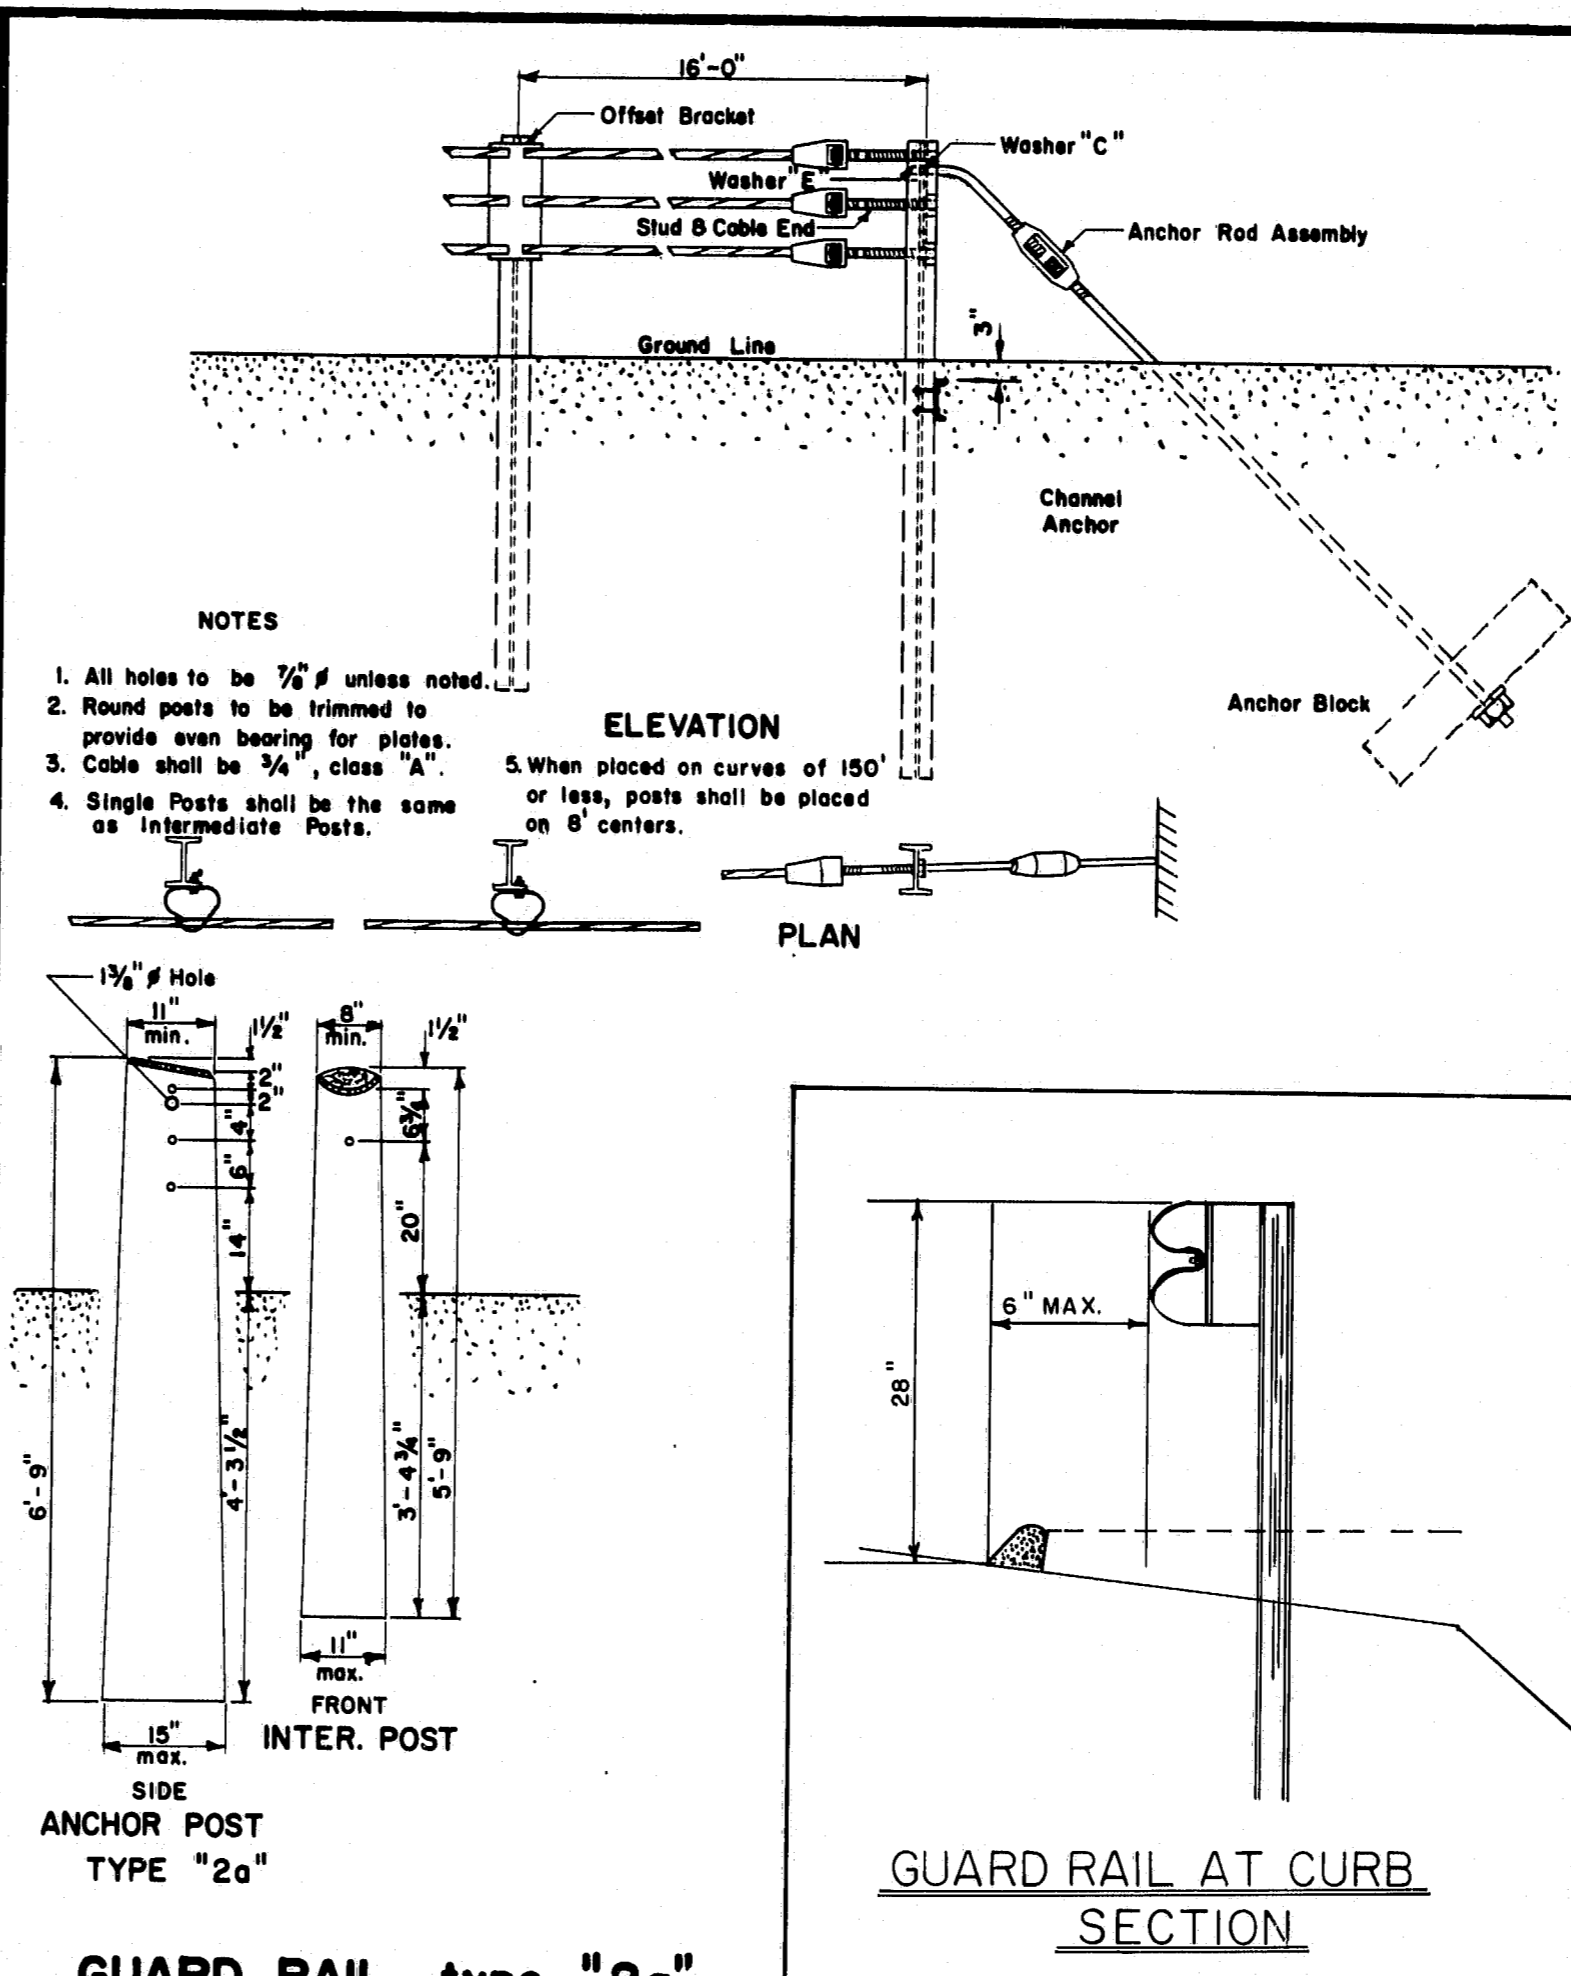 16'-0"
Offset Bracket
Washer "C"
Washer "E"
Stud & Cable End
Anchor Rod Assembly
3"
Ground Line
Channel
Anchor
Anchor Block
NOTES
1. All holes to be 7/8" ø unless noted.
2. Round posts to be trimmed to
provide even bearing for plates.
3. Cable shall be 3/4", class "A".
4. Single Posts shall be the same
as Intermediate Posts.
ELEVATION
5. When placed on curves of 150'
or less, posts shall be placed
on 8' centers.
PLAN
1 3/8" ø Hole
11"
min.
1 1/2"
2"
2"
4"
6"
14"
6'-9"
4'-3 1/2"
15"
max.
SIDE
ANCHOR POST
TYPE "2a"
8"
min.
1 1/2"
6 3/4"
20"
3'-4 3/4"
5'-9"
11"
max.
FRONT
INTER. POST
6" MAX.
28"
GUARD RAIL AT CURB
SECTION
GUARD RAIL type "2a"